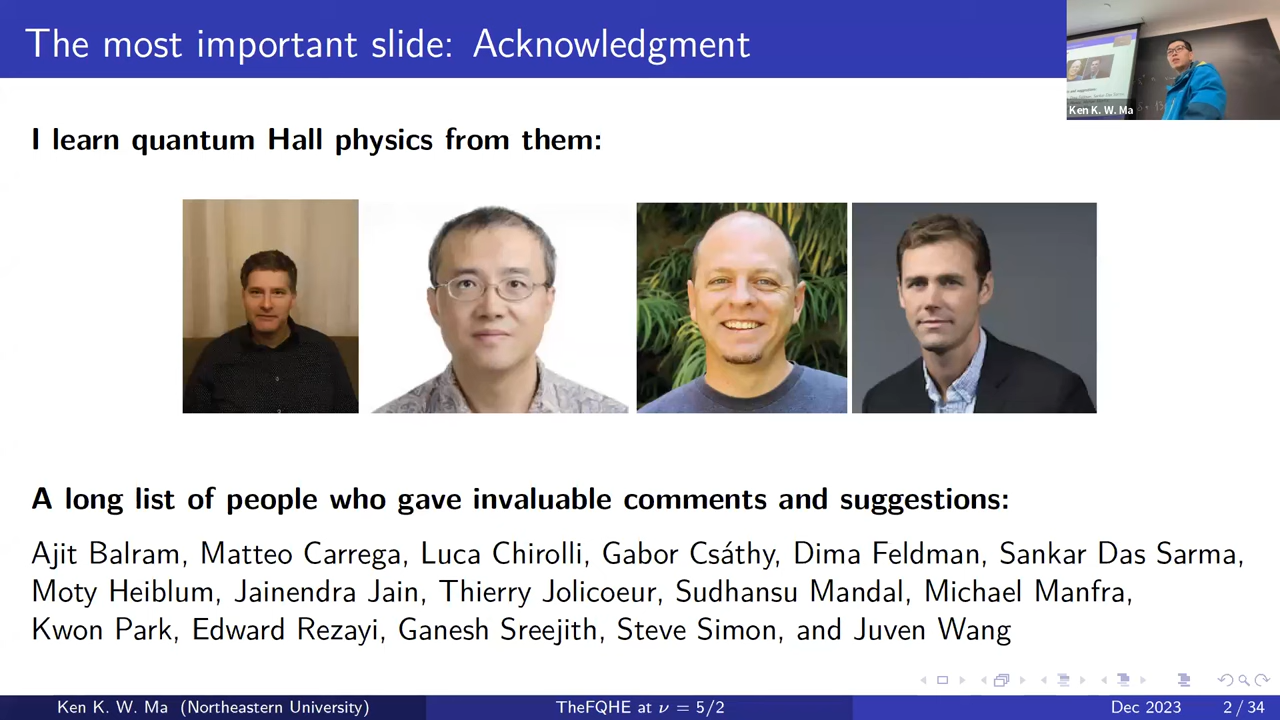 The most important slide: Acknowledgment
Ken K. W. Ma
I learn quantum Hall physics from them:
A long list of people who gave invaluable comments and suggestions:
Ajit Balram, Matteo Carrega, Luca Chirolli, Gabor Csáthy, Dima Feldman, Sankar Das Sarma,
Moty Heiblum, Jainendra Jain, Thierry Jolicoeur, Sudhansu Mandal, Michael Manfra,
Kwon Park, Edward Rezayi, Ganesh Sreejith, Steve Simon, and Juven Wang
Ken K. W. Ma (Northeastern University) TheFQHE at ν = 5/2 Dec 2023 2 / 34